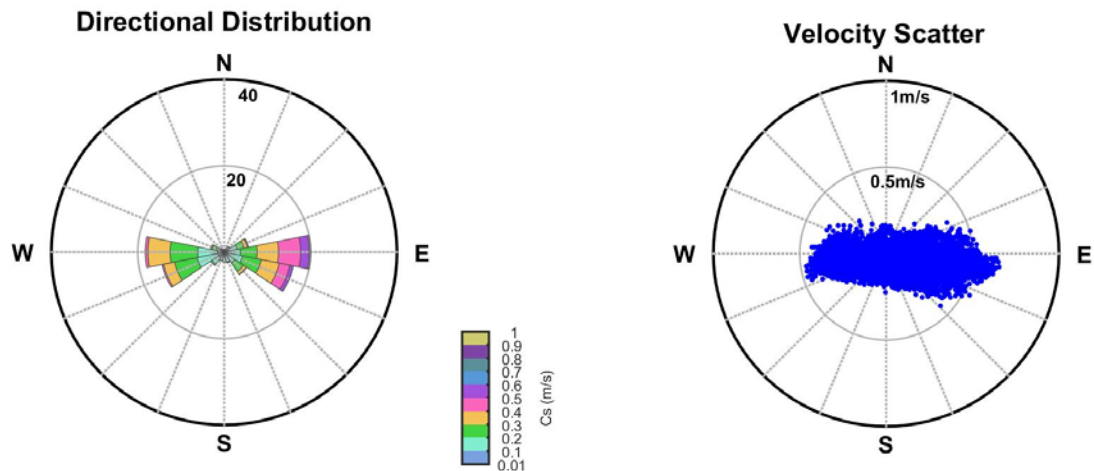 Directional Distribution
N
40
20
W
E
S
1
0.9
0.8
0.7
0.6
0.5
0.4
0.3
0.2
0.1
0.01
Cs (m/s)
Velocity Scatter
N
1m/s
0.5m/s
W
E
S